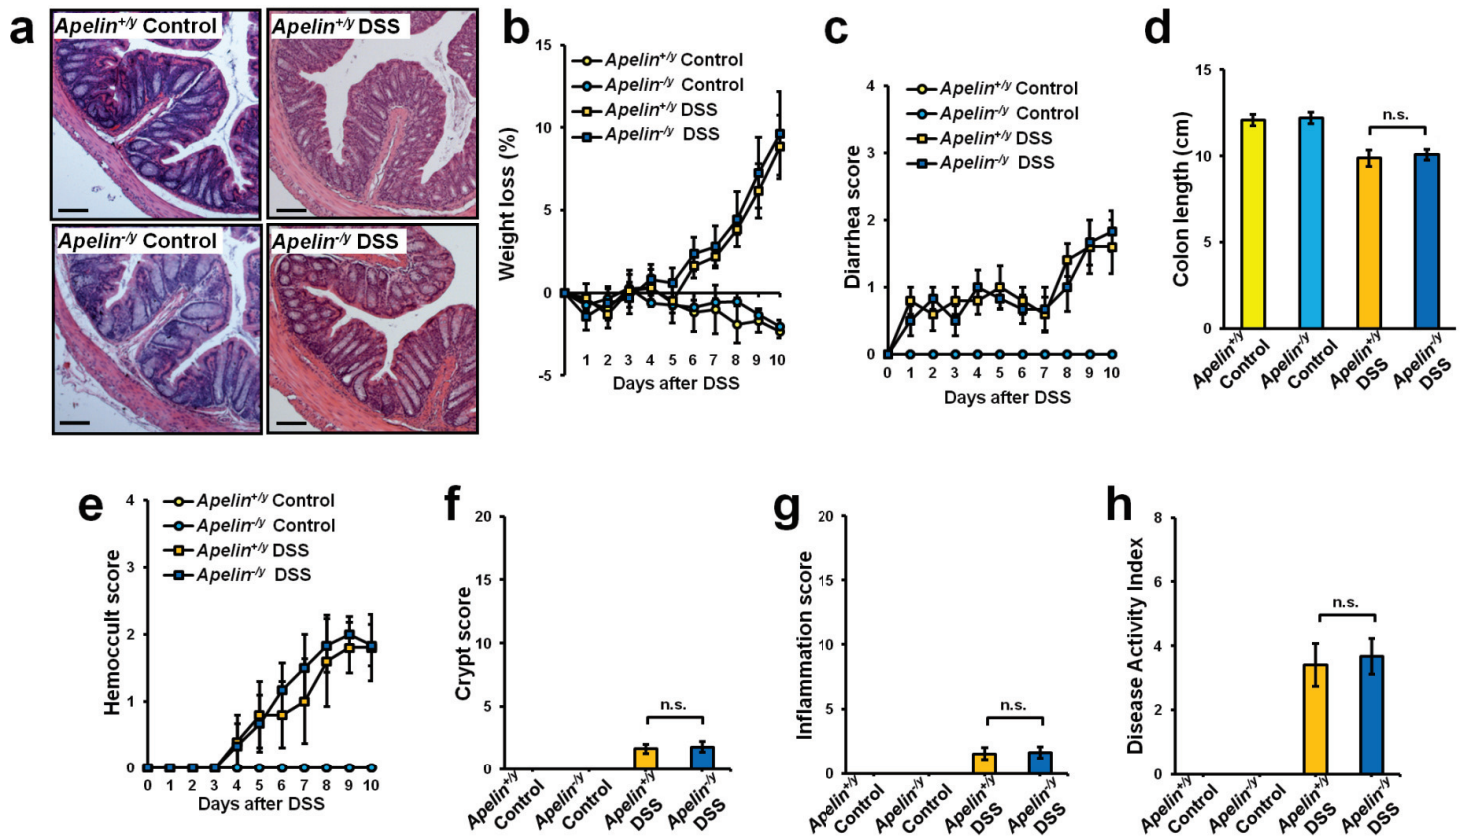 a
Apelin+/y Control
Apelin+/y DSS
Apelin-/y Control
Apelin-/y DSS
b
15
10
5
0
-5
Weight loss (%)
Apelin+/y Control
Apelin-/y Control
Apelin+/y DSS
Apelin-/y DSS
1 2 3 4 5 6 7 8 9 10
Days after DSS
c
4
3
2
1
0
Diarrhea score
Apelin+/y Control
Apelin-/y Control
Apelin+/y DSS
Apelin-/y DSS
0 1 2 3 4 5 6 7 8 9 10
Days after DSS
d
15
10
5
0
Colon length (cm)
n.s.
Apelin+/y
Control
Apelin-/y
Control
Apelin+/y
DSS
Apelin-/y
DSS
e
4
3
2
1
0
Hemoccult score
Apelin+/y Control
Apelin-/y Control
Apelin+/y DSS
Apelin-/y DSS
0 1 2 3 4 5 6 7 8 9 10
Days after DSS
f
20
15
10
5
0
Crypt score
n.s.
Apelin+/y
Control
Apelin-/y
Control
Apelin+/y
DSS
Apelin-/y
DSS
g
20
15
10
5
0
Inflammation score
n.s.
Apelin+/y
Control
Apelin-/y
Control
Apelin+/y
DSS
Apelin-/y
DSS
h
8
6
4
2
0
Disease Activity Index
n.s.
Apelin+/y
Control
Apelin-/y
Control
Apelin+/y
DSS
Apelin-/y
DSS